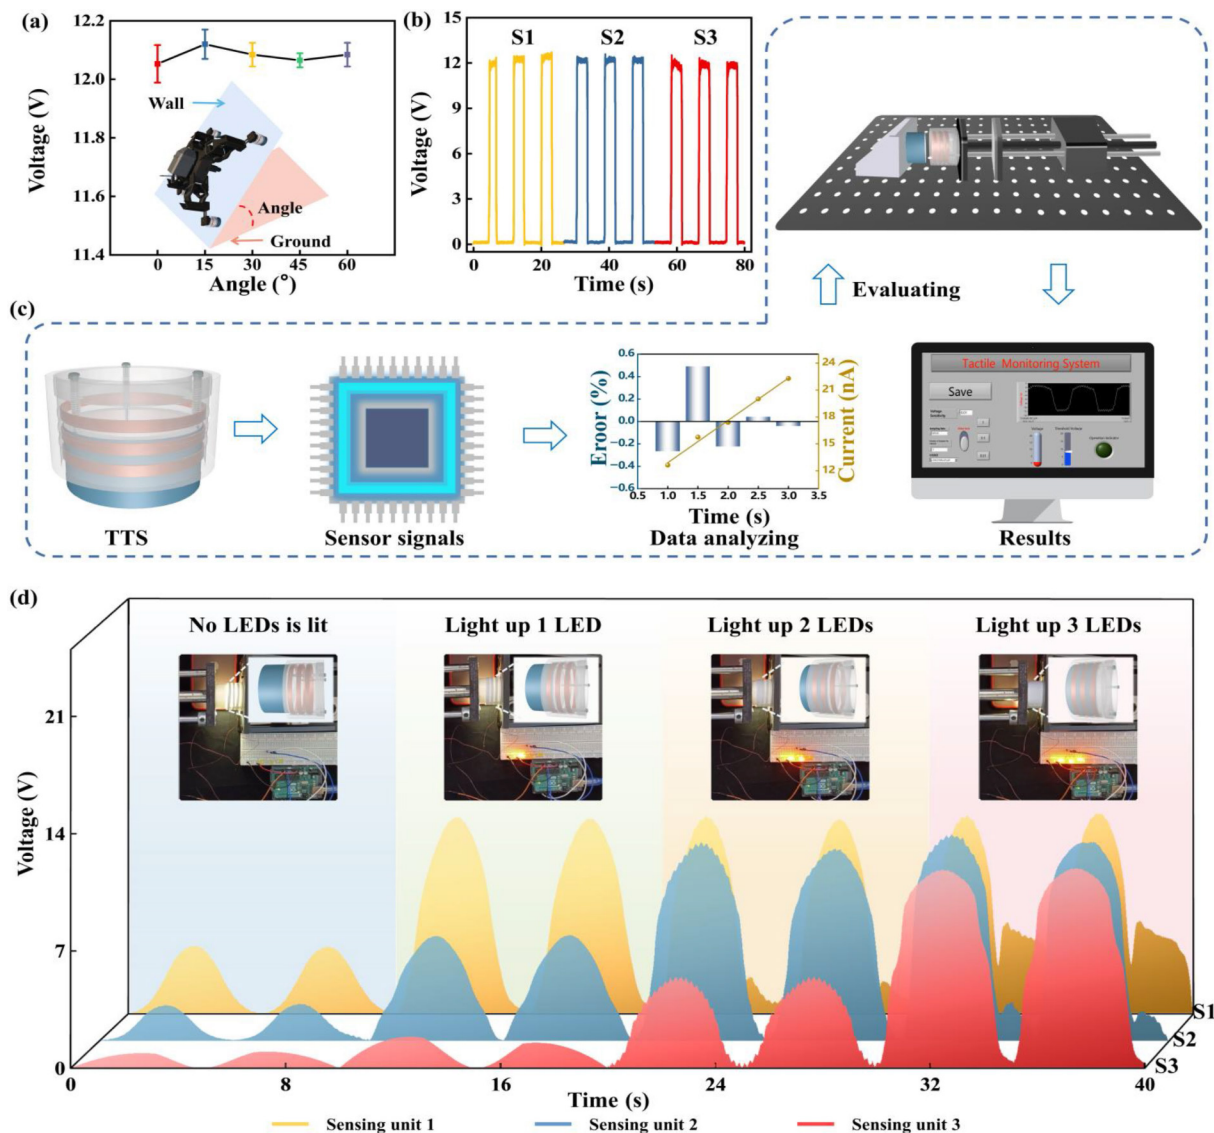 (a)
12.2
12.0
11.8
11.6
11.4
Voltage (V)
Wall
Angle
Ground
0 15 30 45 60
Angle (°)
(b)
15
12
9
6
3
0
Voltage (V)
S1 S2 S3
0 20 40 60 80
Time (s)
Evaluating
(c)
TTS
Sensor signals
0.6
0.4
0.2
0.0
-0.2
-0.4
-0.6
Eroor (%)
24
21
18
15
12
Current (nA)
0.5 1.0 1.5 2.0 2.5 3.0 3.5
Time (s)
Data analyzing
Tactile Monitoring System
Save
Results
(d)
No LEDs is lit
Light up 1 LED
Light up 2 LEDs
Light up 3 LEDs
21
14
7
0
Voltage (V)
S1
S2
S3
0 8 16 24 32 40
Time (s)
Sensing unit 1
Sensing unit 2
Sensing unit 3